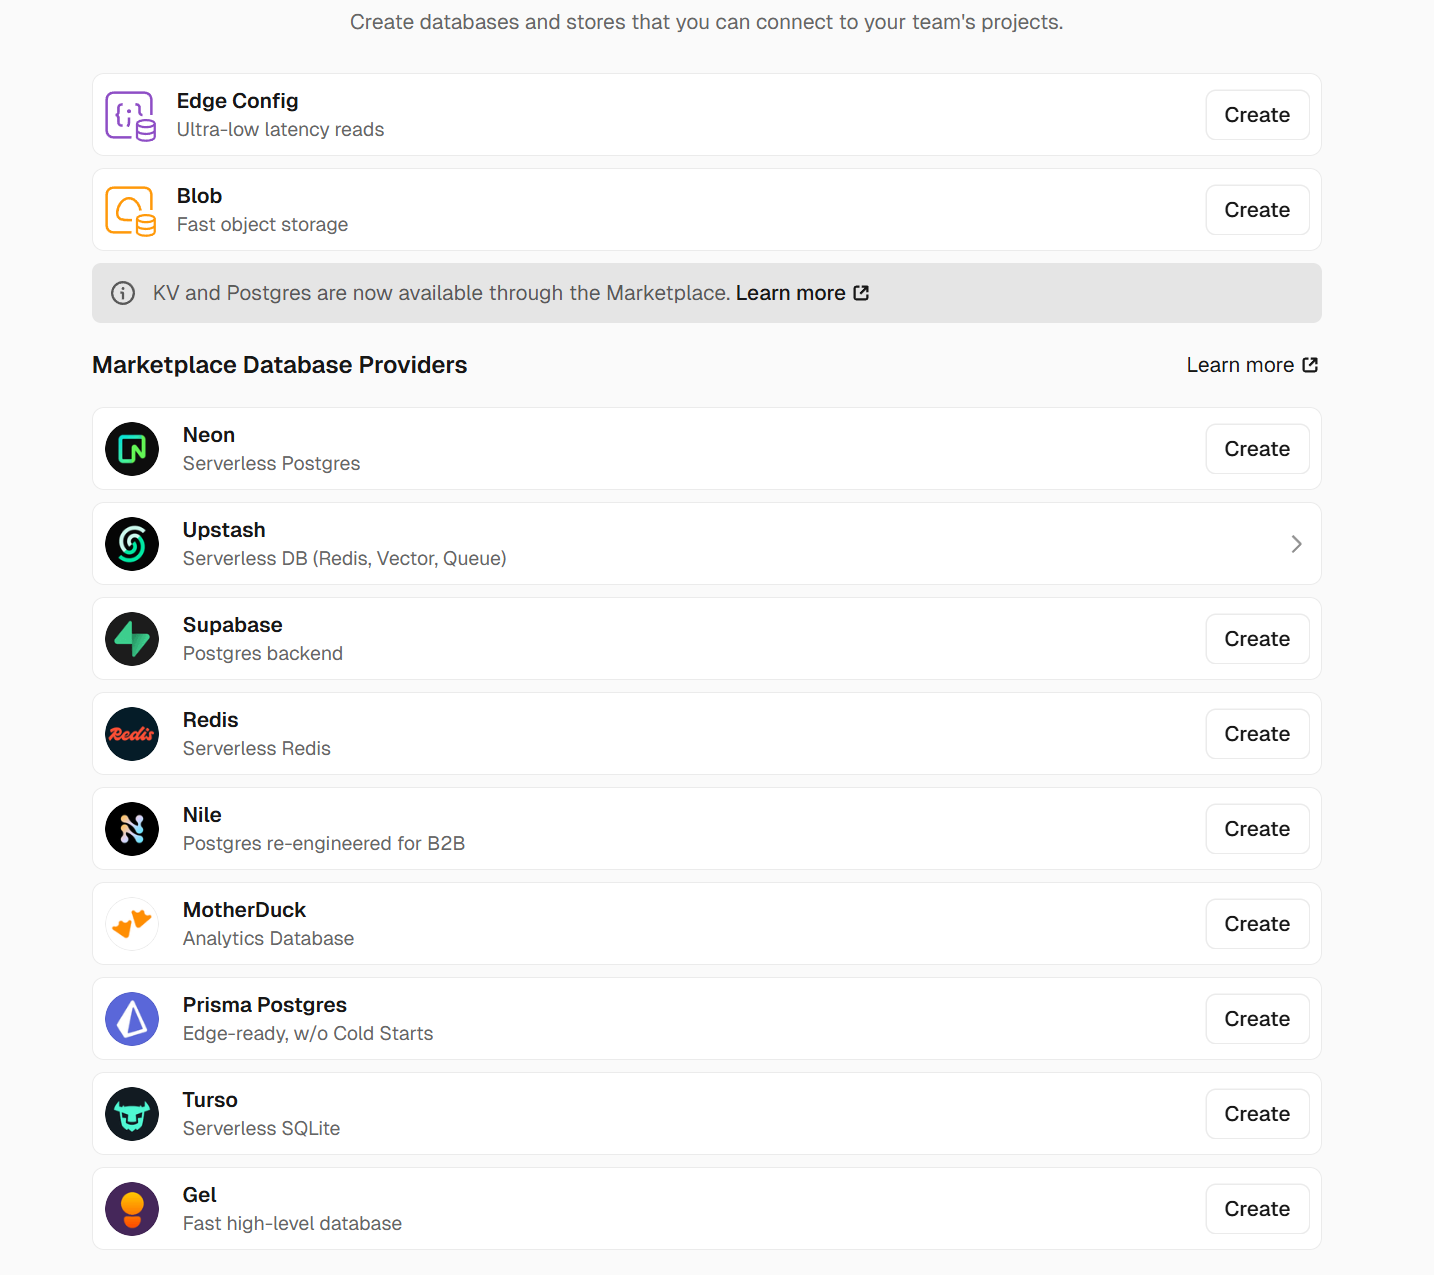 Create databases and stores that you can connect to your team's projects.
Edge Config
Ultra-low latency reads
Create
Blob
Fast object storage
Create
KV and Postgres are now available through the Marketplace. Learn more
Marketplace Database Providers
Learn more
Neon
Serverless Postgres
Create
Upstash
Serverless DB (Redis, Vector, Queue)
Supabase
Postgres backend
Create
Redis
Redis
Serverless Redis
Create
Nile
Postgres re-engineered for B2B
Create
MotherDuck
Analytics Database
Create
Prisma Postgres
Edge-ready, w/o Cold Starts
Create
Turso
Serverless SQLite
Create
Gel
Fast high-level database
Create